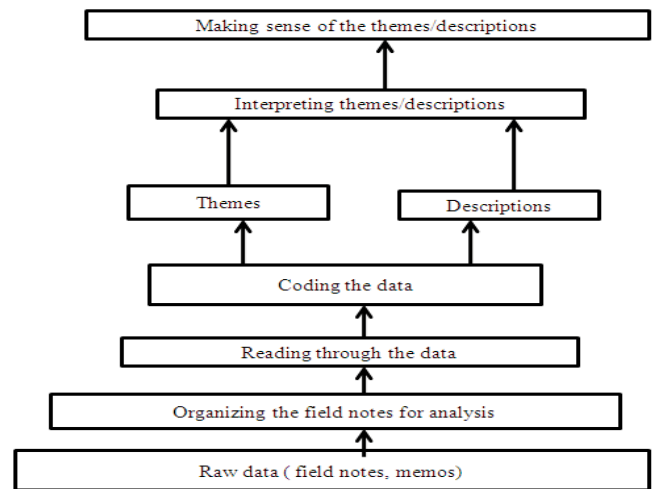 Making sense of the themes/descriptions
Interpreting themes/descriptions
Themes
Descriptions
Coding the data
Reading through the data
Organizing the field notes for analysis
Raw data ( field notes, memos)